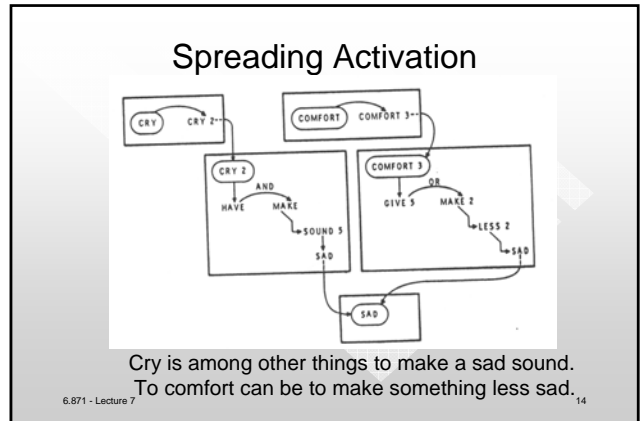 Spreading Activation
CRY CRY 2
COMFORT COMFORT 3
CRY 2
AND
HAVE MAKE
SOUND 5
SAD
COMFORT 3
OR
GIVE 5 MAKE 2
LESS 2
SAD
SAD
Cry is among other things to make a sad sound.
To comfort can be to make something less sad.
6.871 - Lecture 7
14